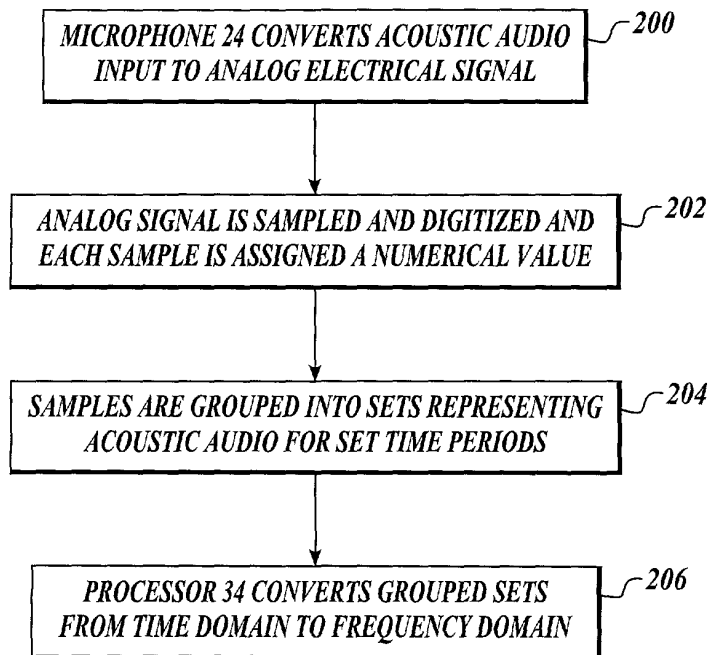 MICROPHONE 24 CONVERTS ACOUSTIC AUDIO
INPUT TO ANALOG ELECTRICAL SIGNAL
200
ANALOG SIGNAL IS SAMPLED AND DIGITIZED AND
EACH SAMPLE IS ASSIGNED A NUMERICAL VALUE
202
SAMPLES ARE GROUPED INTO SETS REPRESENTING
ACOUSTIC AUDIO FOR SET TIME PERIODS
204
PROCESSOR 34 CONVERTS GROUPED SETS
FROM TIME DOMAIN TO FREQUENCY DOMAIN
206